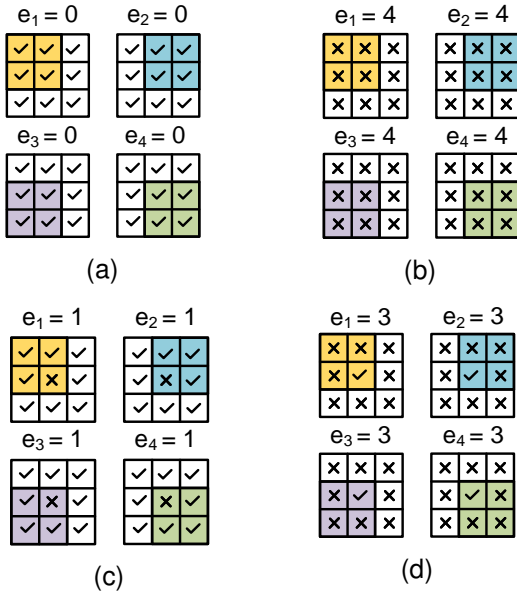 e₁ = 0 e₂ = 0
e₃ = 0 e₄ = 0
(a)
e₁ = 4 e₂ = 4
e₃ = 4 e₄ = 4
(b)
e₁ = 1 e₂ = 1
e₃ = 1 e₄ = 1
(c)
e₁ = 3 e₂ = 3
e₃ = 3 e₄ = 3
(d)